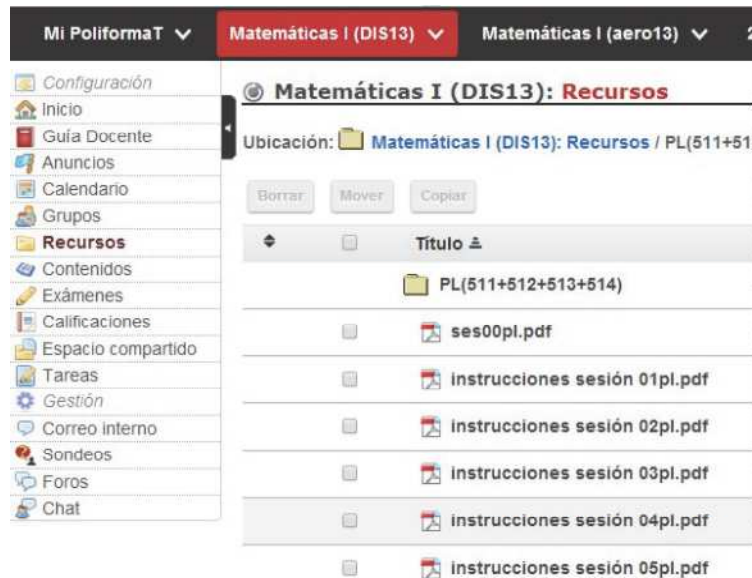 Mi PoliformaT Matemáticas I (DIS13) Matemáticas I (aero13) 2
Configuración
Inicio
Guía Docente
Anuncios
Calendario
Grupos
Recursos
Contenidos
Exámenes
Calificaciones
Espacio compartido
Tareas
Gestión
Correo interno
Sondeos
Foros
Chat
Matemáticas I (DIS13): Recursos
Ubicación: Matemáticas I (DIS13): Recursos / PL(511+51
Borrar Mover Copiar
Título
PL(511+512+513+514)
ses00pl.pdf
instrucciones sesión 01pl.pdf
instrucciones sesión 02pl.pdf
instrucciones sesión 03pl.pdf
instrucciones sesión 04pl.pdf
instrucciones sesión 05pl.pdf